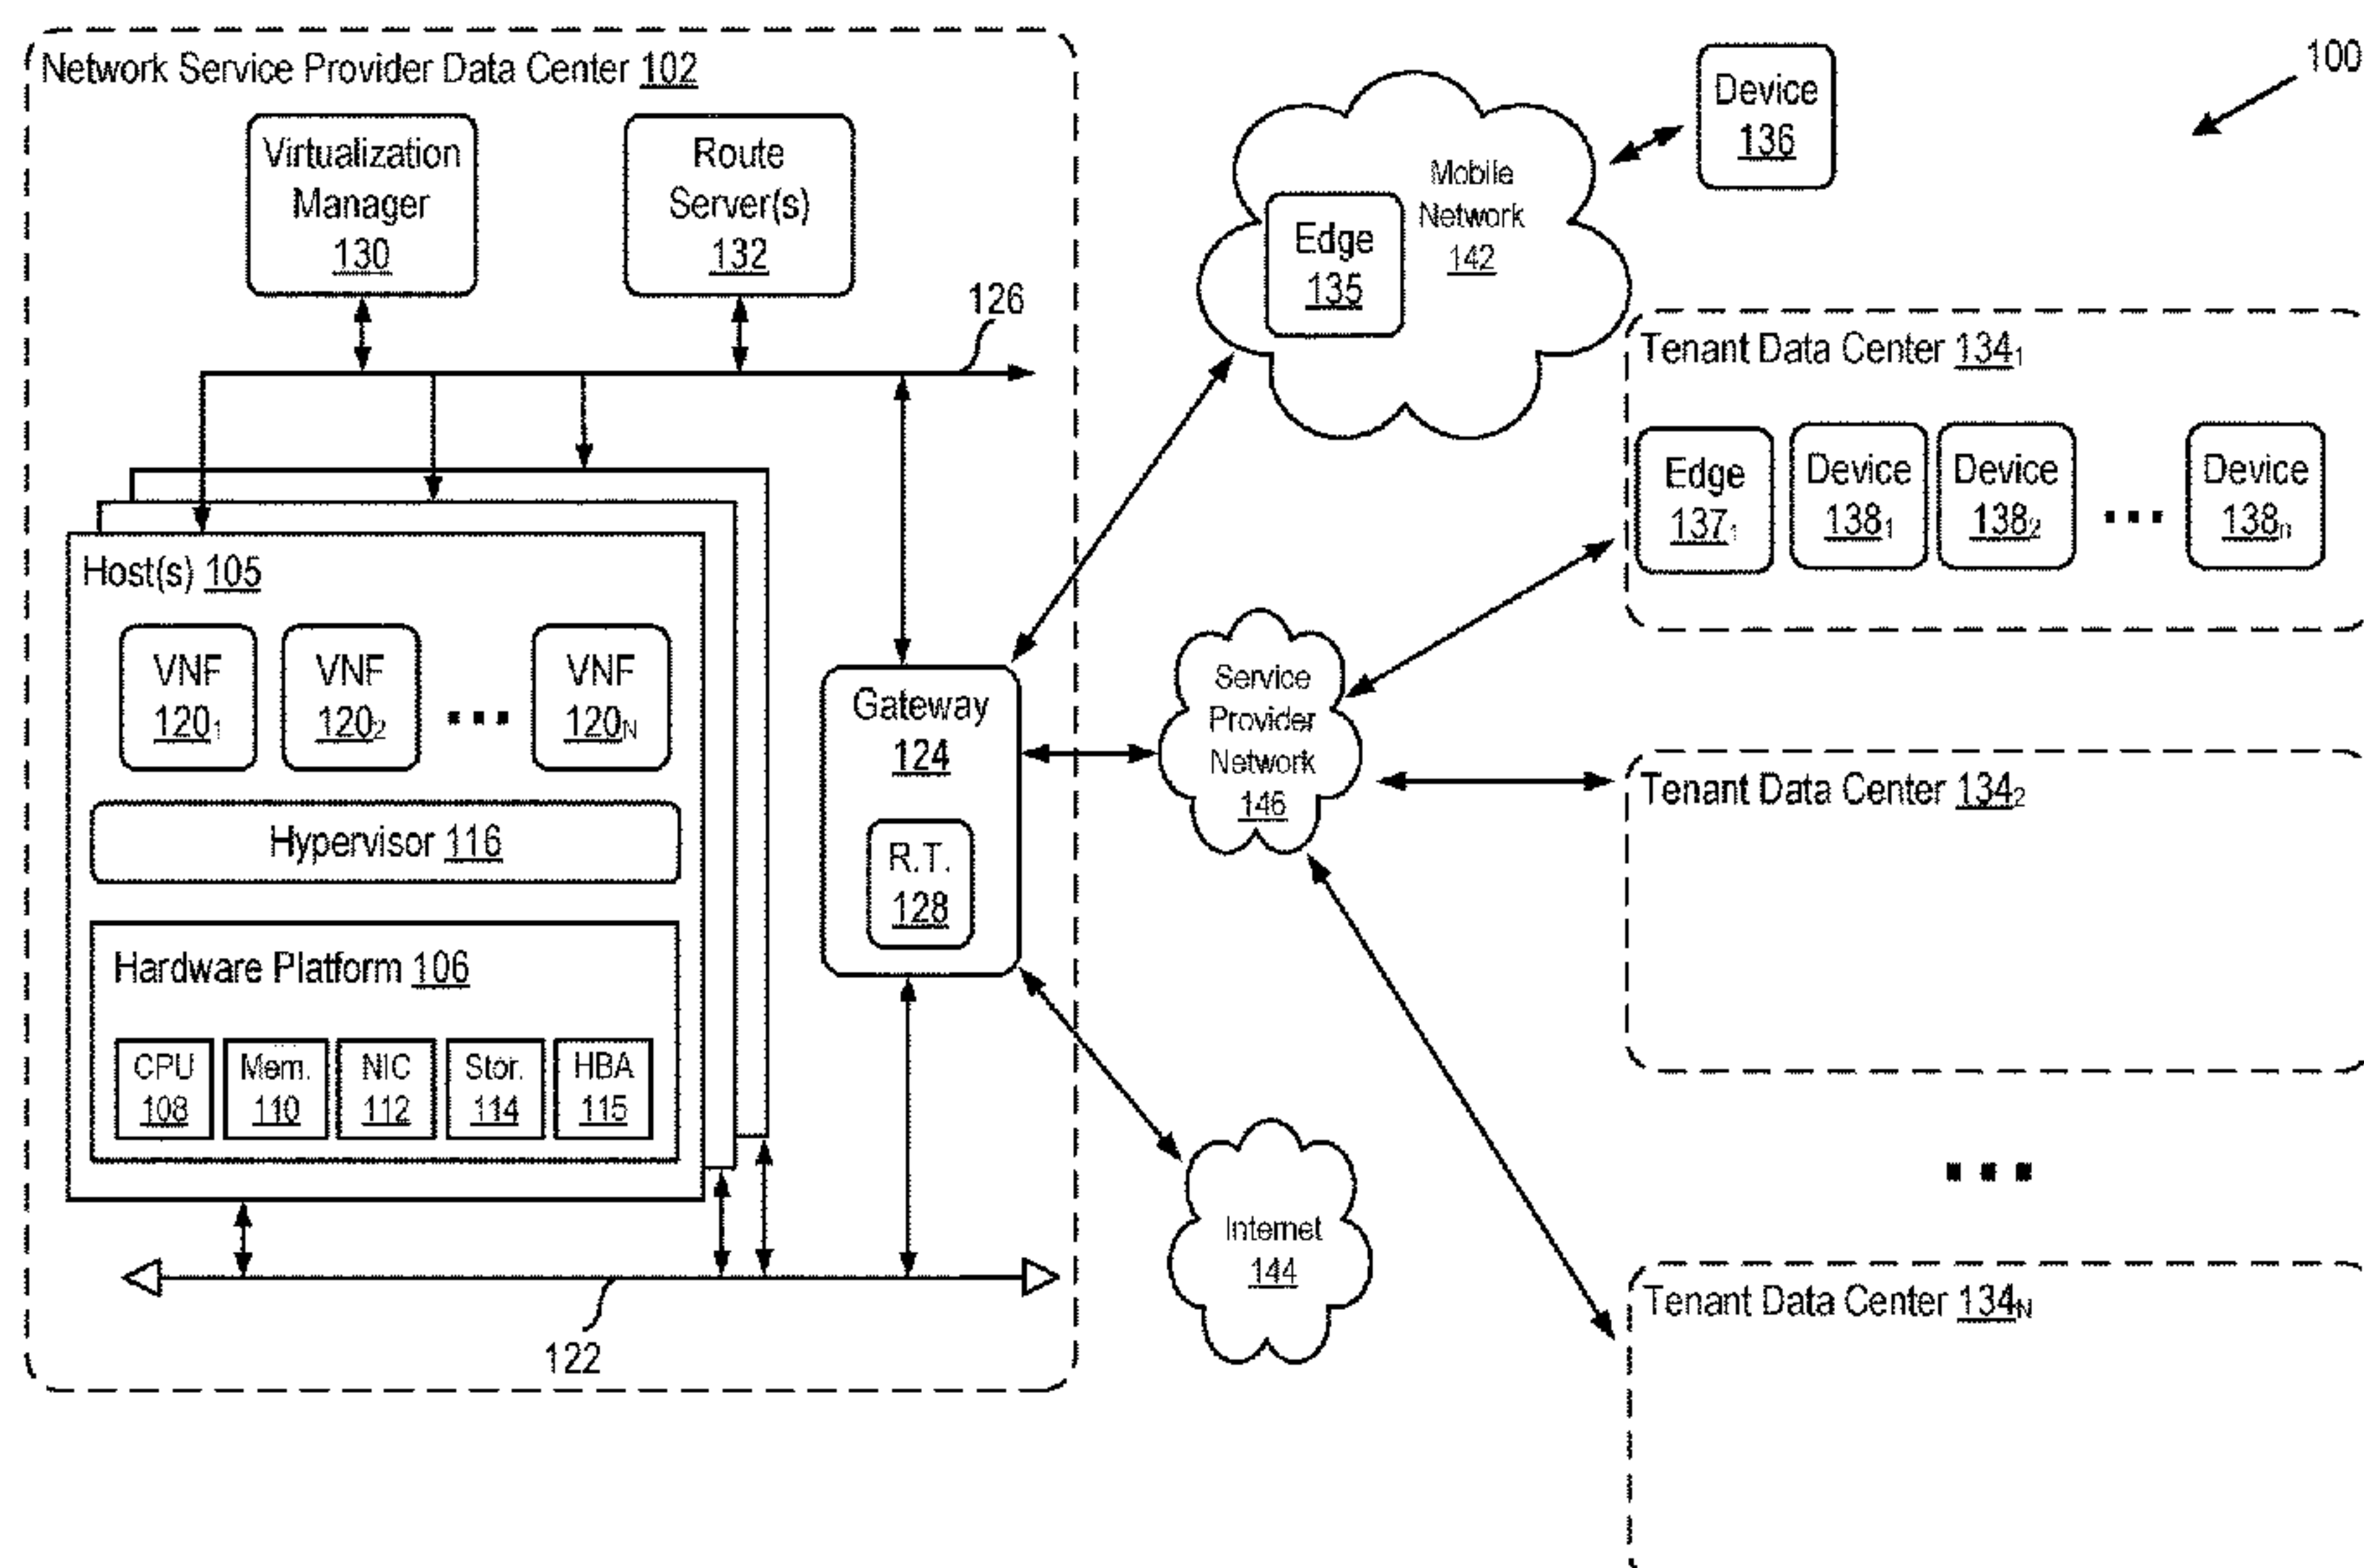 Network Service Provider Data Center 102
Virtualization
Manager
130
Route
Server(s)
132
126
Host(s) 105
VNF
120₁
VNF
120₂
...
VNF
120N
Hypervisor 116
Hardware Platform 106
CPU
108
Mem.
110
NIC
112
Stor.
114
HBA
115
122
Gateway
124
R.T.
128
Mobile
Network
142
Edge
135
Device
136
100
Service
Provider
Network
146
Internet
144
Tenant Data Center 134₁
Edge
137₁
Device
138₁
Device
138₂
...
Device
138n
Tenant Data Center 134₂
...
Tenant Data Center 134N